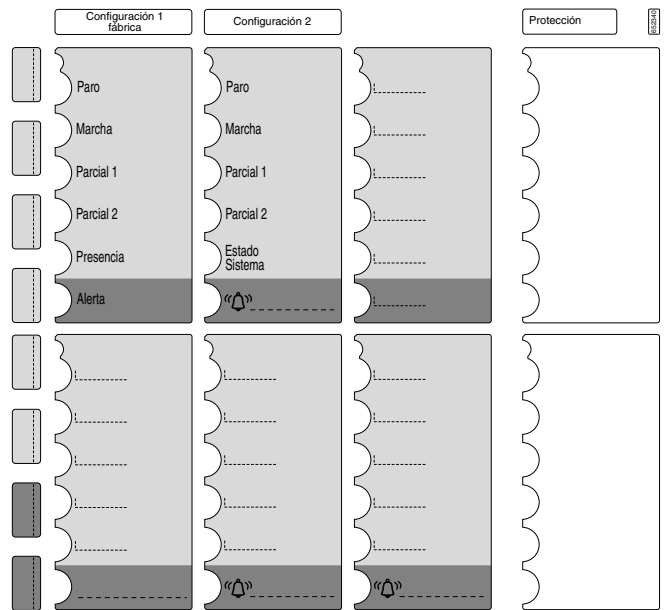 Configuración 1
fábrica
Configuración 2
Protección
652340
Paro
Marcha
Parcial 1
Parcial 2
Presencia
Alerta
Paro
Marcha
Parcial 1
Parcial 2
Estado
Sistema